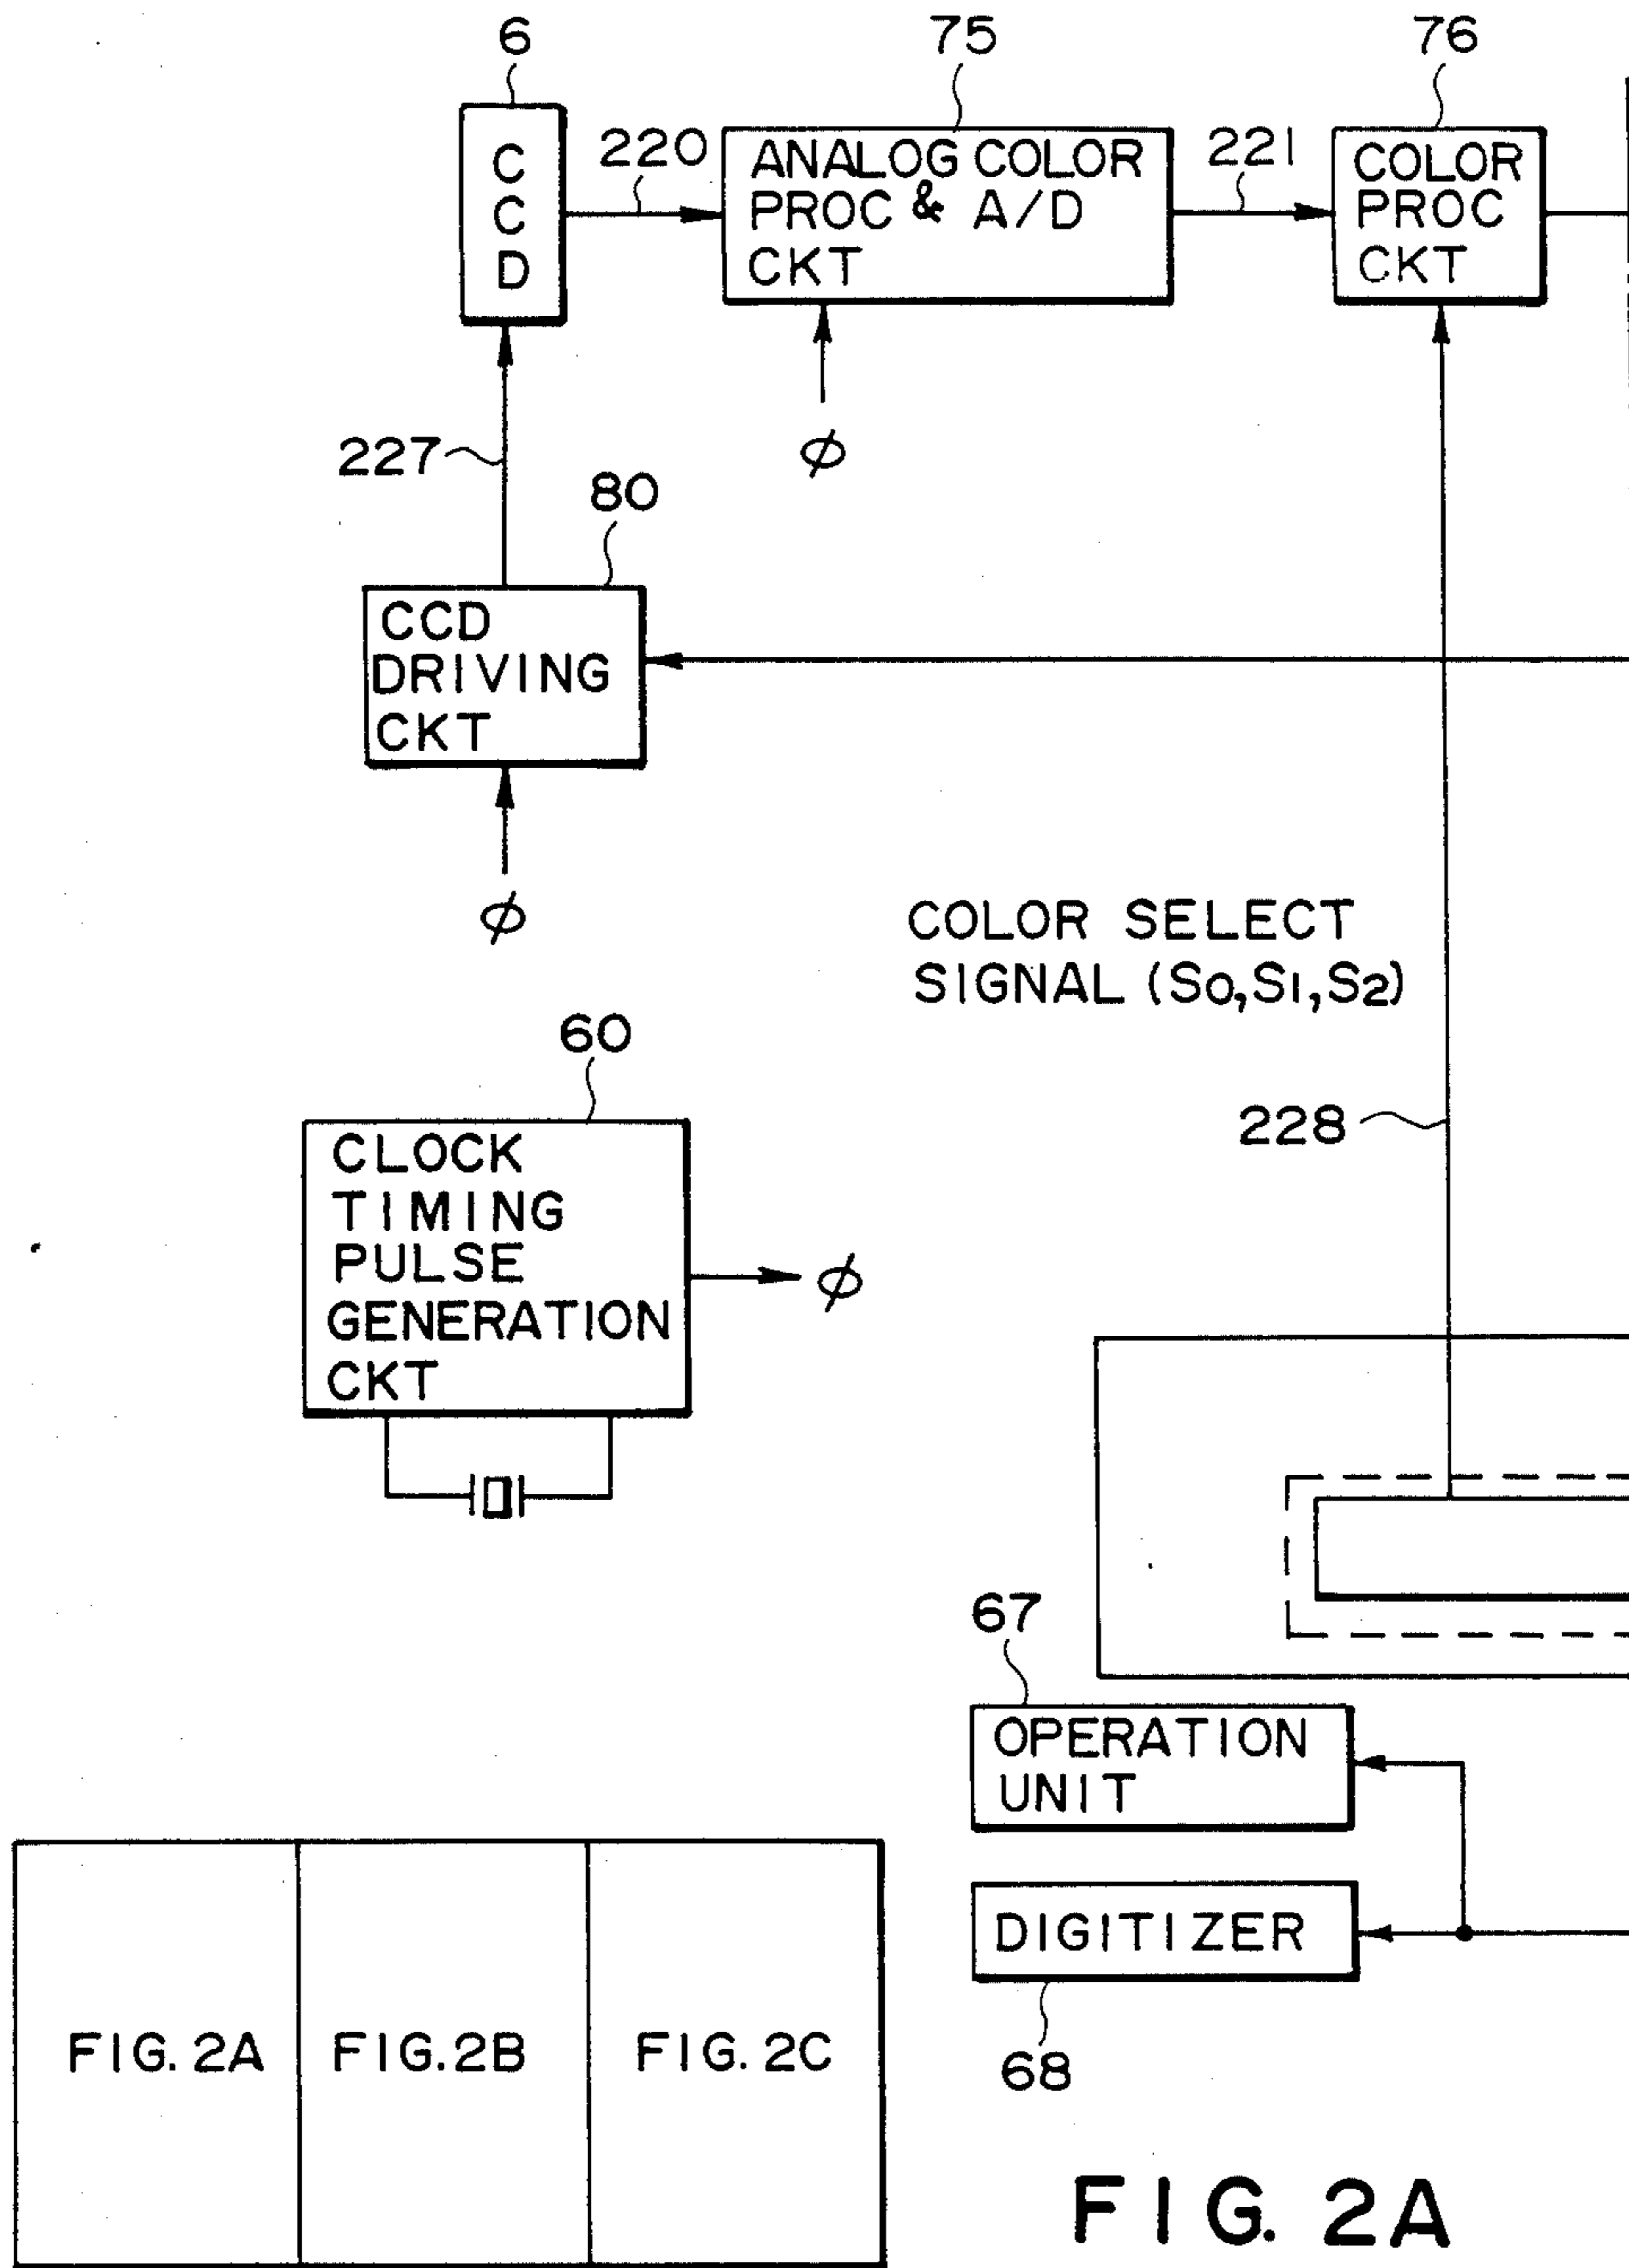 6
75
76
C
C
D
220
ANALOG COLOR
PROC & A/D
CKT
221
COLOR
PROC
CKT
227
ϕ
80
CCD
DRIVING
CKT
ϕ
COLOR SELECT
SIGNAL (S0,S1,S2)
60
228
CLOCK
TIMING
PULSE
GENERATION
CKT
ϕ
67
OPERATION
UNIT
DIGITIZER
68
FIG. 2A
FIG. 2B
FIG. 2C
FIG. 2A